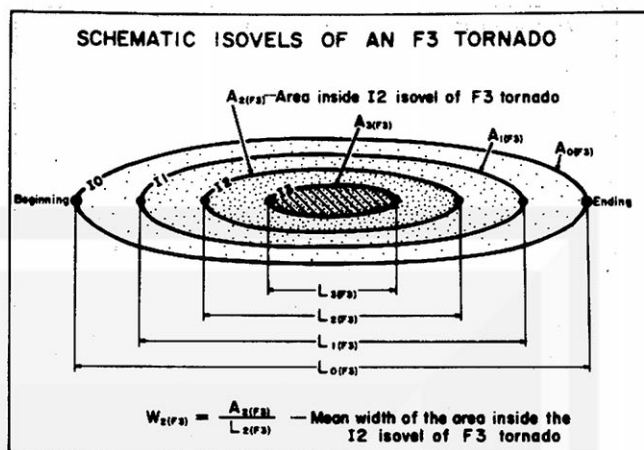 SCHEMATIC ISOVELS OF AN F3 TORNADO
A2(F3)—Area inside I2 isovel of F3 tornado
A3(F3)
A1(F3)
A0(F3)
I0
I1
I2
I3
Beginning
Ending
L3(F3)
L2(F3)
L1(F3)
L0(F3)
W2(F3) = A2(F3) / L2(F3) — Mean width of the area inside the
I2 isovel of F3 tornado